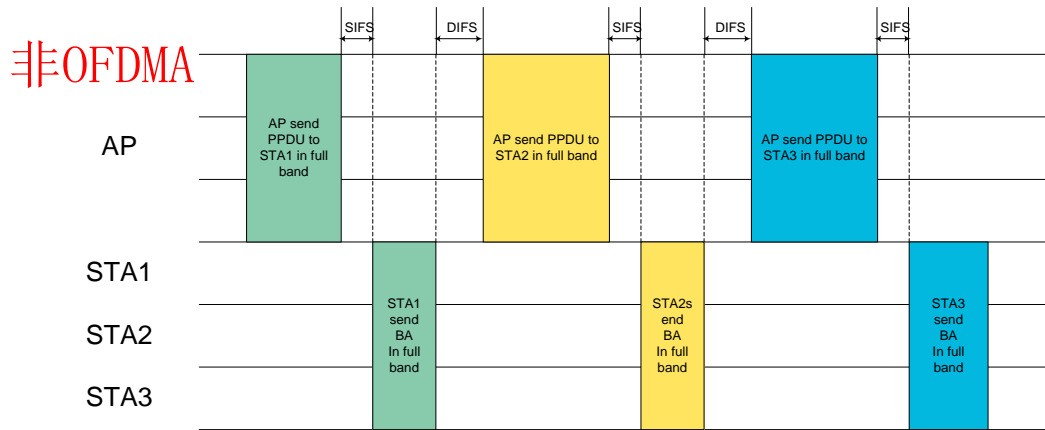 SIFS
DIFS
SIFS
DIFS
SIFS
非OFDMA
AP
AP send
PPDU to
STA1 in full
band
AP send PPDU to
STA2 in full band
AP send PPDU to
STA3 in full band
STA1
STA2
STA3
STA1
send
BA
In full
band
STA2s
end
BA
In full
band
STA3
send
BA
In full
band